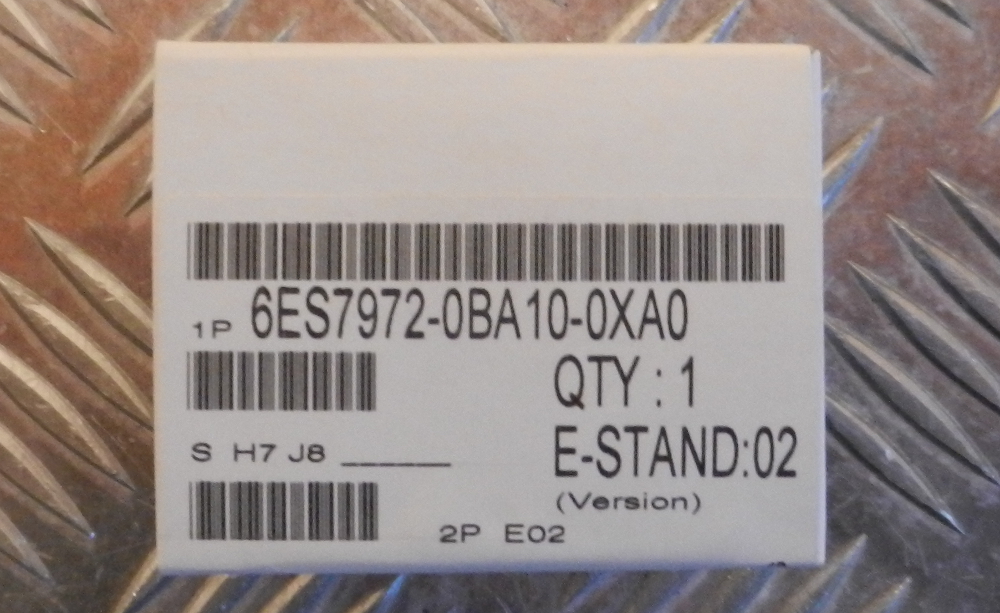 1P 6ES7972-0BA10-0XA0
QTY : 1
S H7 J8 ______
E-STAND:02
(Version)
2P E02